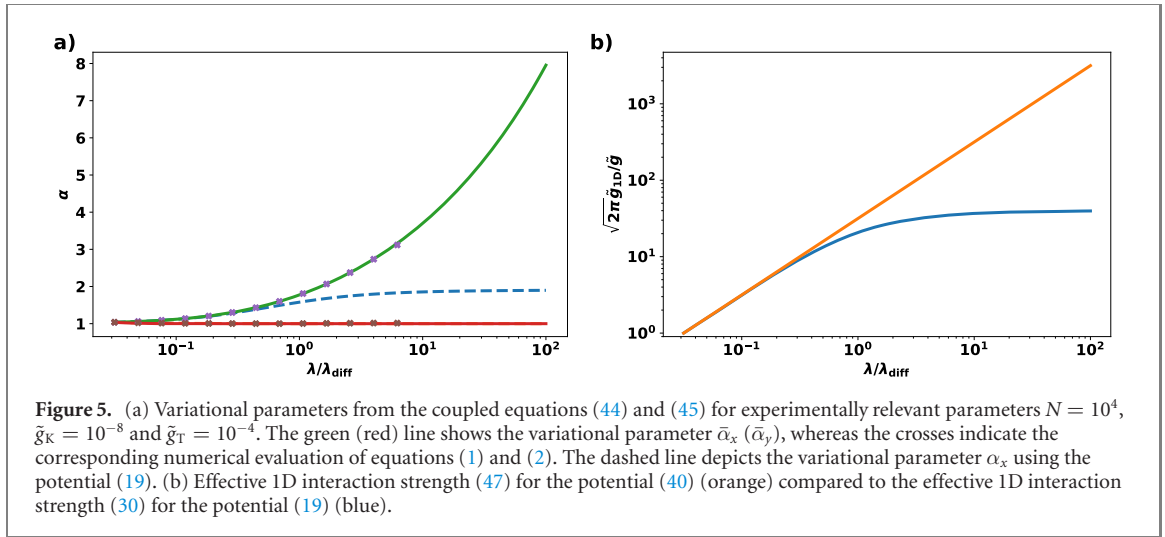 a)
b)
8
7
6
5
4
3
2
1
α
10⁻¹ 10⁰ 10¹ 10²
λ/λ_diff
10³
10²
10¹
10⁰
√2π g̃_1D/g̃
10⁻¹ 10⁰ 10¹ 10²
λ/λ_diff
Figure 5. (a) Variational parameters from the coupled equations (44) and (45) for experimentally relevant parameters N = 10⁴,
g̃_K = 10⁻⁸ and g̃_T = 10⁻⁴. The green (red) line shows the variational parameter ᾱ_x (ᾱ_y), whereas the crosses indicate the
corresponding numerical evaluation of equations (1) and (2). The dashed line depicts the variational parameter α_x using the
potential (19). (b) Effective 1D interaction strength (47) for the potential (40) (orange) compared to the effective 1D interaction
strength (30) for the potential (19) (blue).